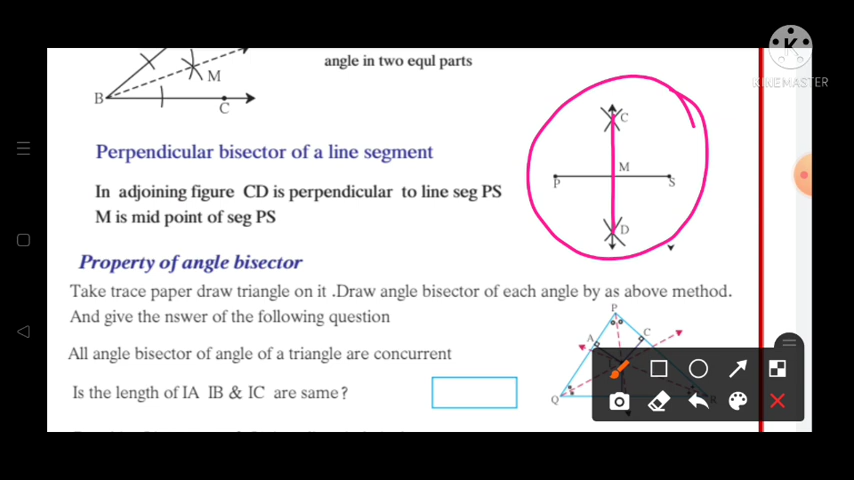 K
KINEMASTER
angle in two equl parts
M
B
C
Perpendicular bisector of a line segment
C
M
P
S
In adjoining figure CD is perpendicular to line seg PS
M is mid point of seg PS
D
Property of angle bisector
Take trace paper draw triangle on it .Draw angle bisector of each angle by as above method.
And give the nswer of the following question
P
A
C
All angle bisector of angle of a triangle are concurrent
Is the length of IA IB & IC are same?
Q
R